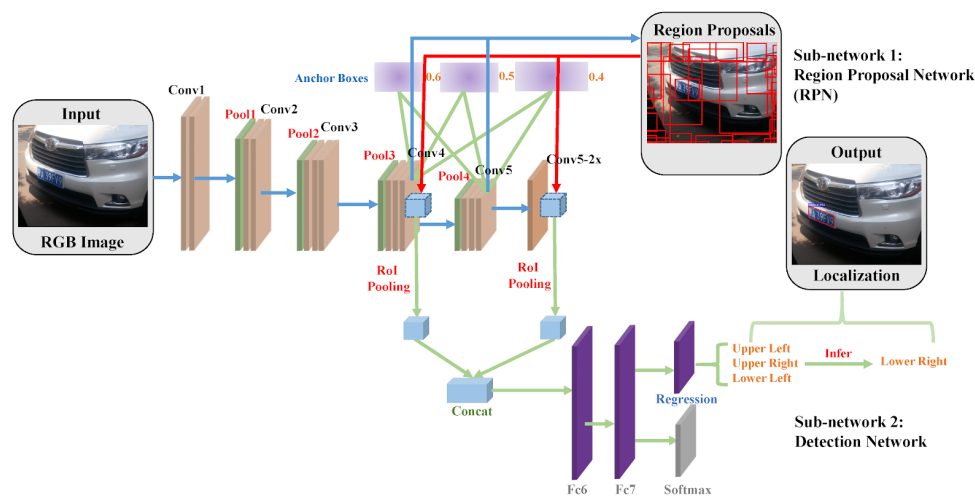 Input
RGB Image
Conv1
Pool1
Conv2
Pool2
Conv3
Pool3
Conv4
Pool4
Conv5
Conv5-2x
Anchor Boxes
0.6
0.5
0.4
Region Proposals
Sub-network 1:
Region Proposal Network
(RPN)
Output
Localization
RoI
Pooling
RoI
Pooling
Concat
Fc6
Fc7
Regression
Softmax
Upper Left
Upper Right
Lower Left
Infer
Lower Right
Sub-network 2:
Detection Network